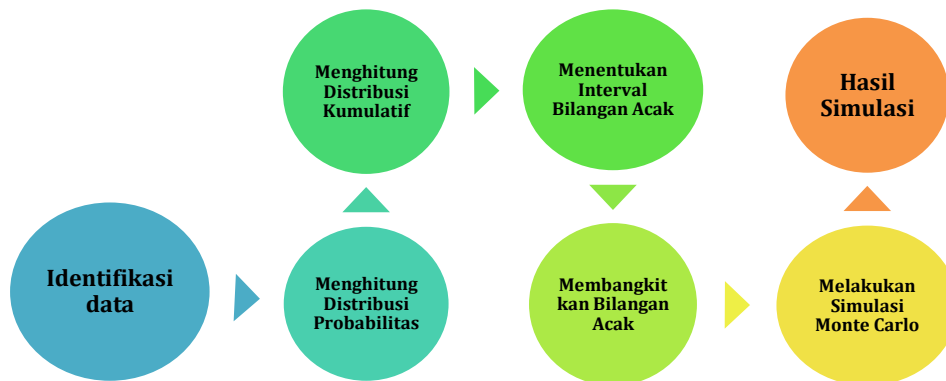 Identifikasi
data
Menghitung
Distribusi
Probabilitas
Menghitung
Distribusi
Kumulatif
Menentukan
Interval
Bilangan Acak
Membangkit
kan Bilangan
Acak
Melakukan
Simulasi
Monte Carlo
Hasil
Simulasi